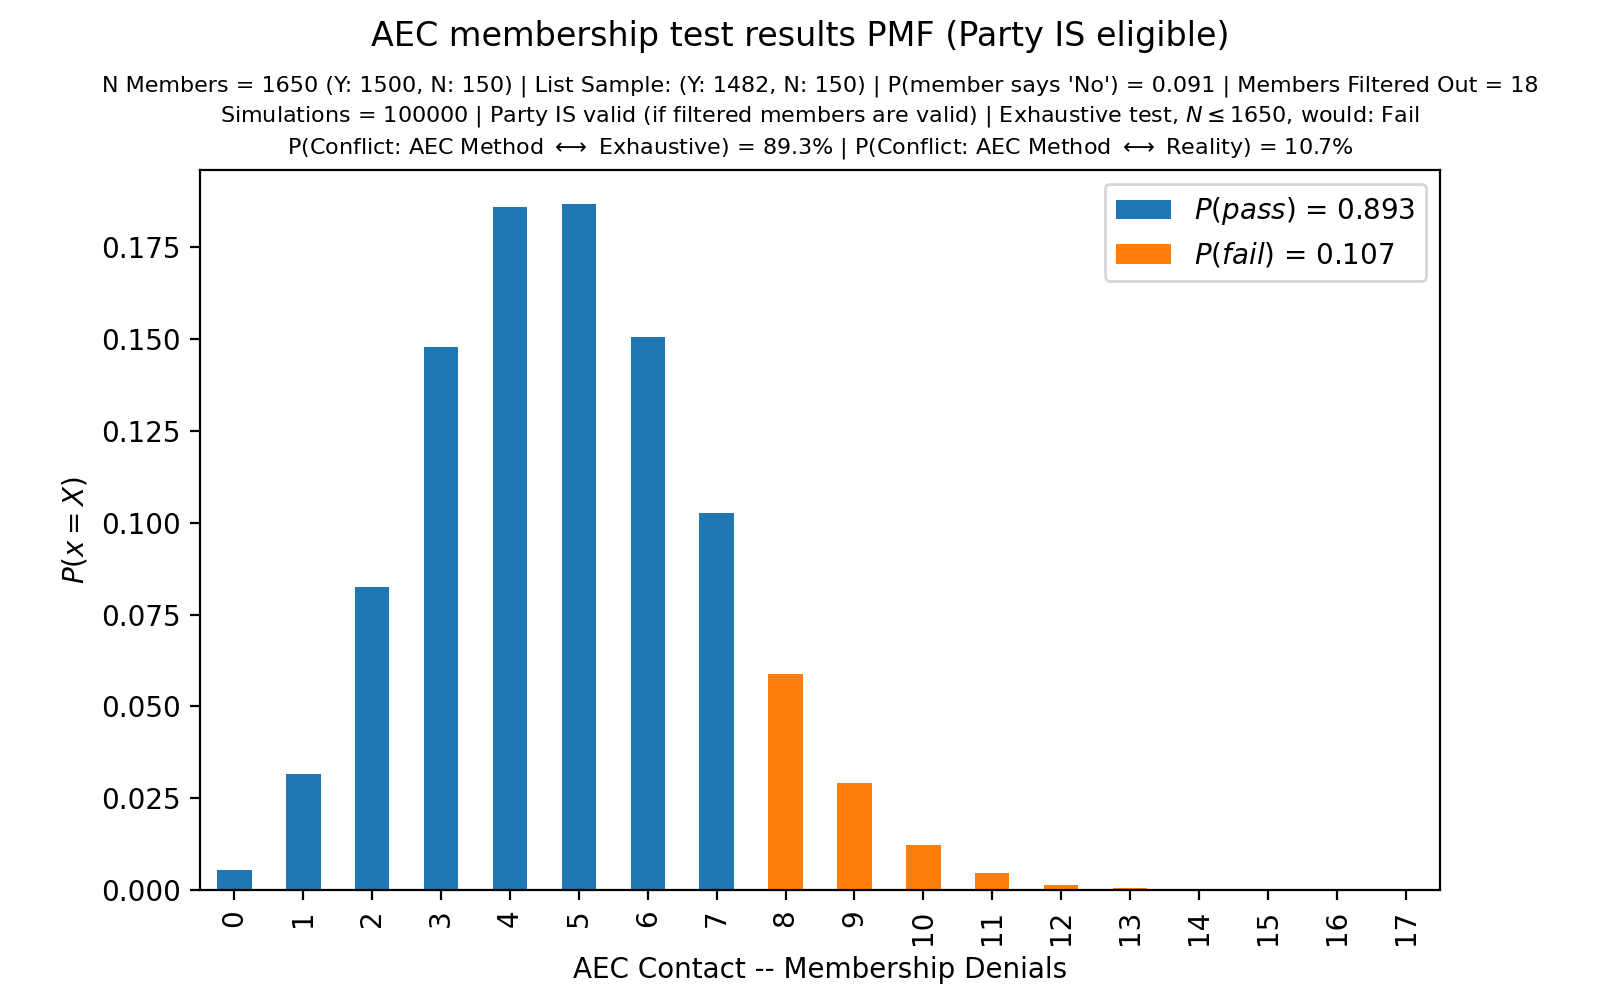 AEC membership test results PMF (Party IS eligible)
N Members = 1650 (Y: 1500, N: 150) | List Sample: (Y: 1482, N: 150) | P(member says 'No') = 0.091 | Members Filtered Out = 18
Simulations = 100000 | Party IS valid (if filtered members are valid) | Exhaustive test, N ≤ 1650, would: Fail
P(Conflict: AEC Method ⟷ Exhaustive) = 89.3% | P(Conflict: AEC Method ⟷ Reality) = 10.7%
P(pass) = 0.893
P(fail) = 0.107
0.175
0.150
0.125
0.100
0.075
0.050
0.025
0.000
P(x = X)
0 1 2 3 4 5 6 7 8 9 10 11 12 13 14 15 16 17
AEC Contact -- Membership Denials